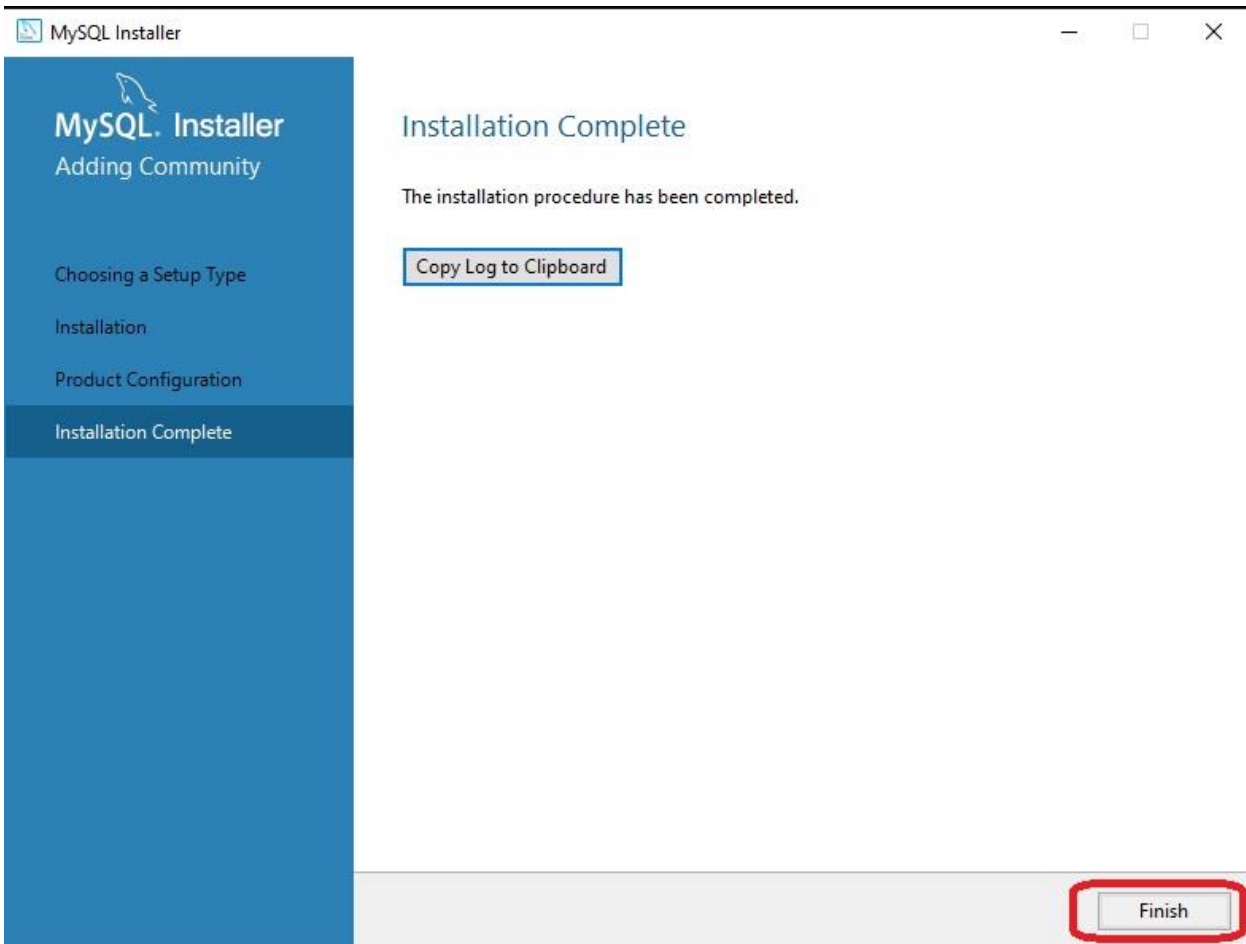 MySQL Installer
MySQL. Installer
Adding Community
Choosing a Setup Type
Installation
Product Configuration
Installation Complete
Installation Complete
The installation procedure has been completed.
Copy Log to Clipboard
Finish